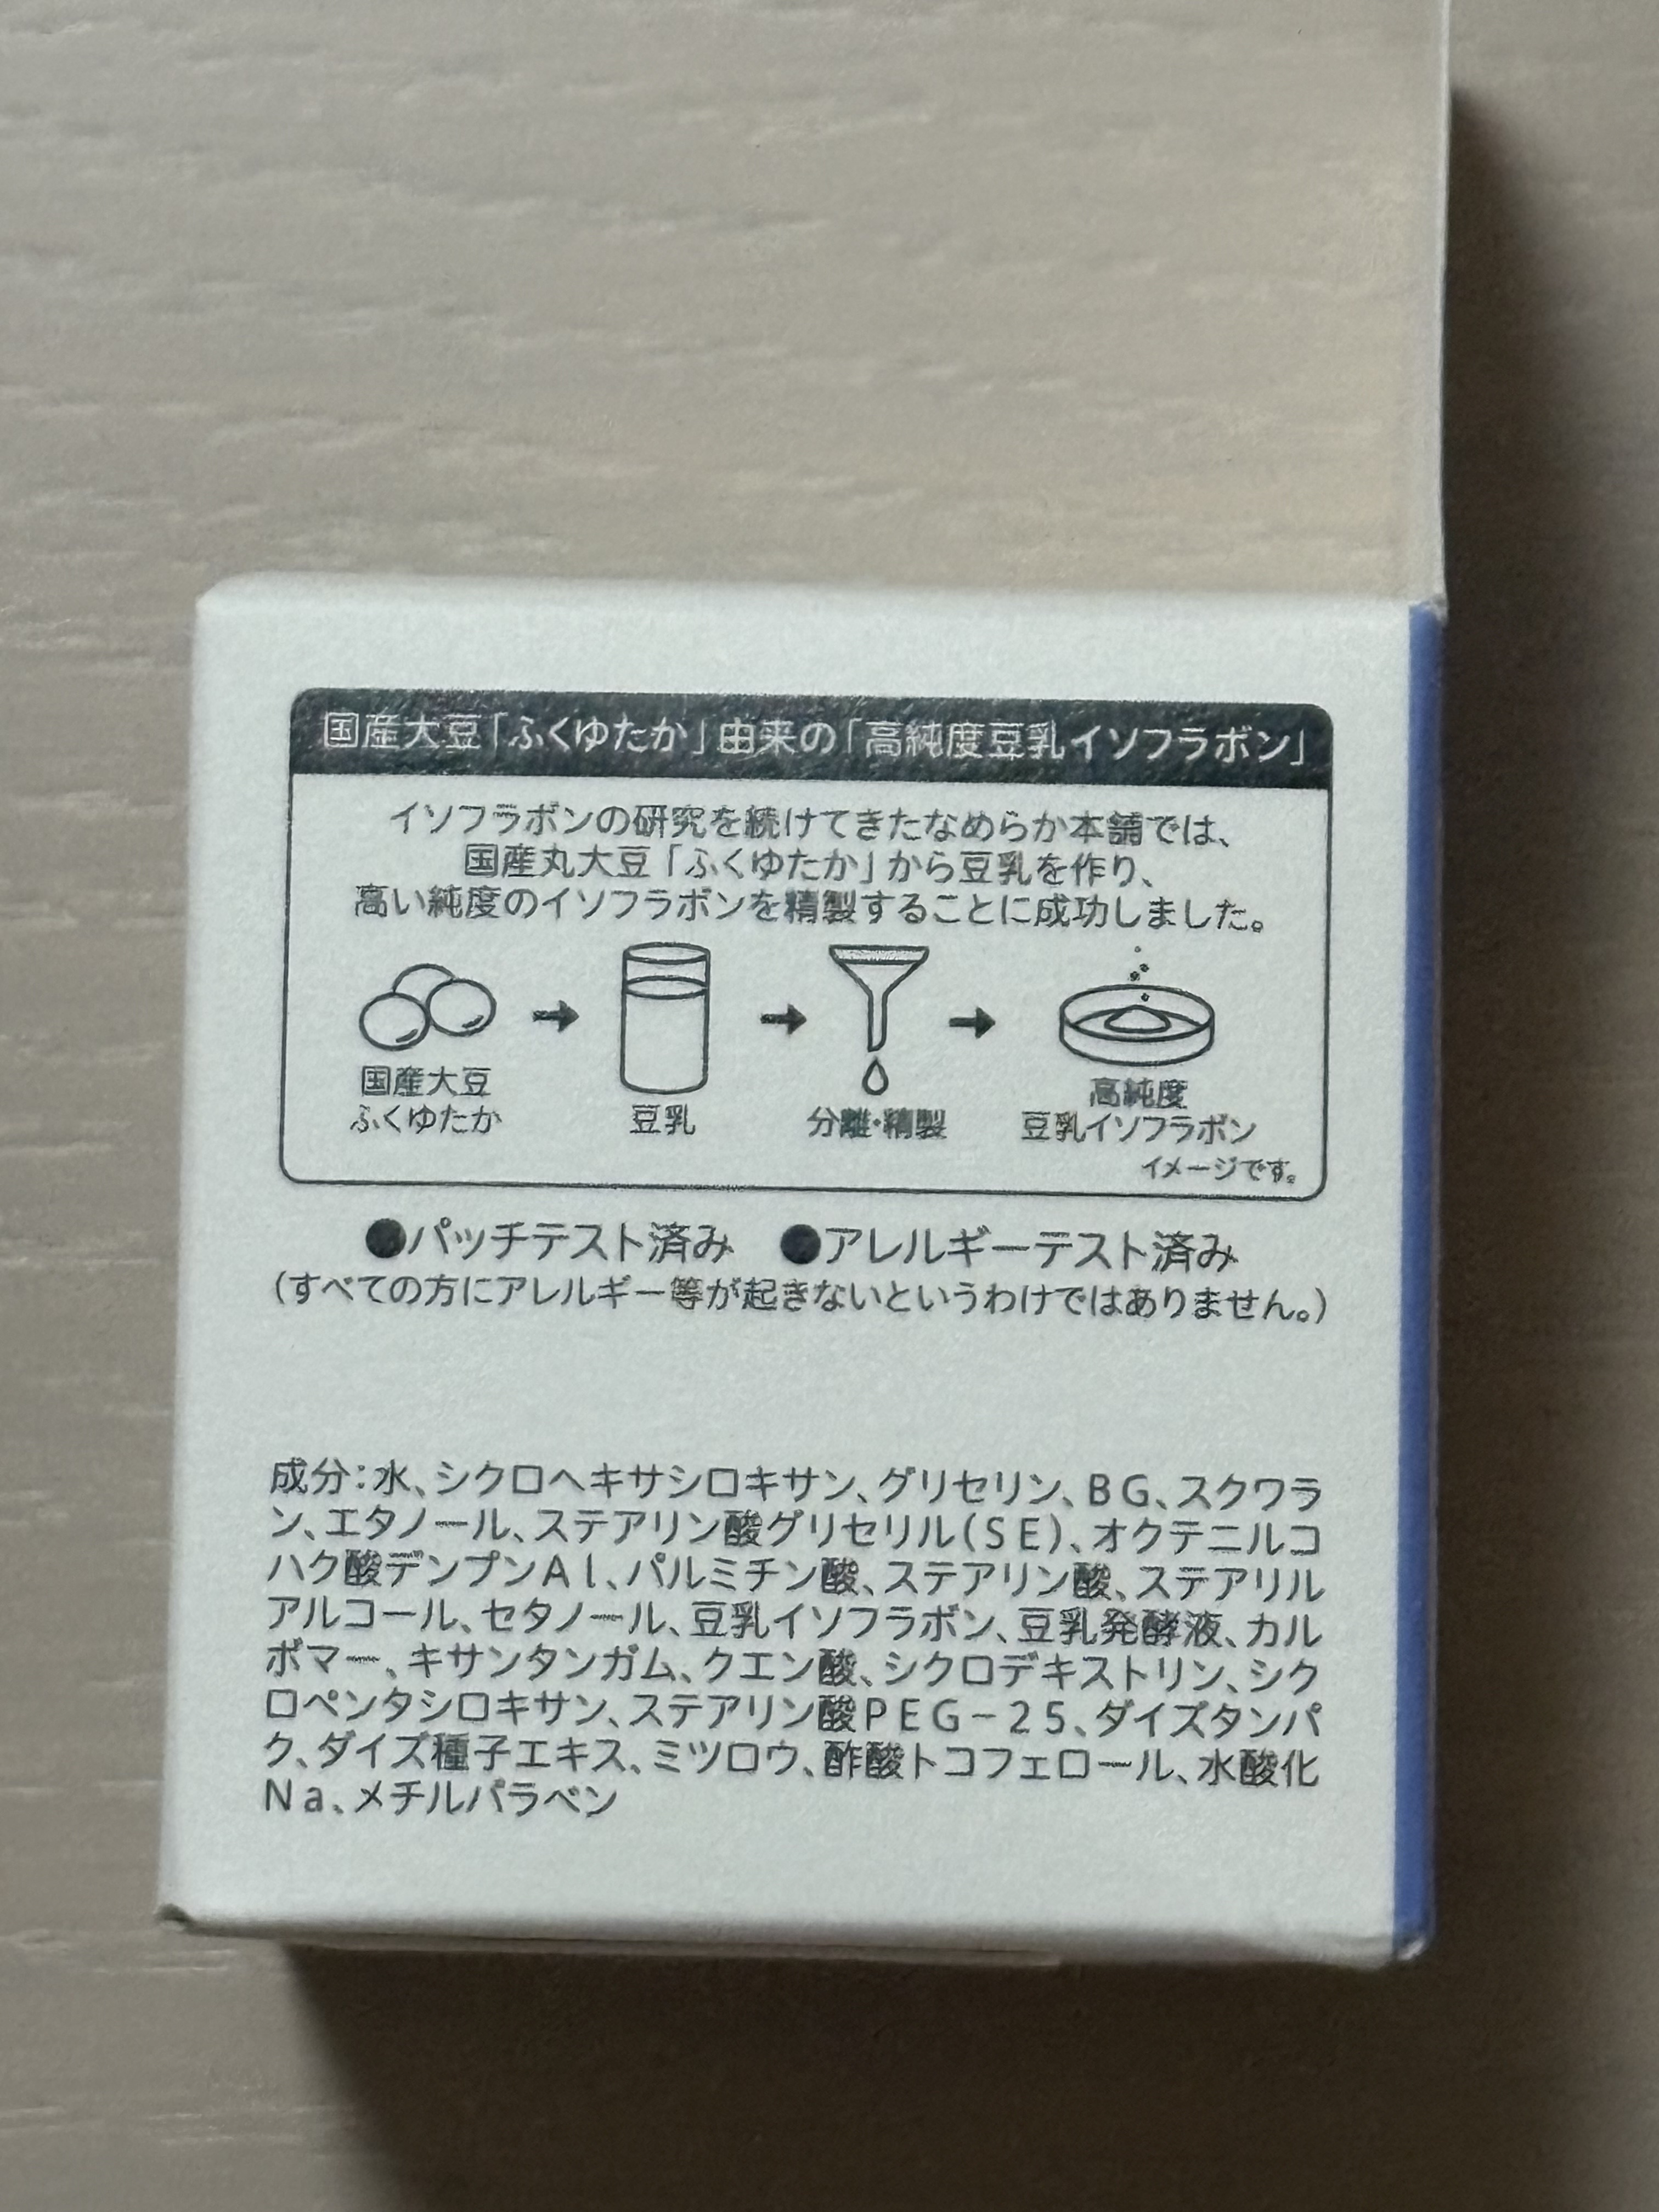 国産大豆「ふくゆたか」由来の「高純度豆乳イソフラボン」
イソフラボンの研究を続けてきたなめらか本舗では、
国産丸大豆「ふくゆたか」から豆乳を作り、
高い純度のイソフラボンを精製することに成功しました。
国産大豆
ふくゆたか
豆乳
分離・精製
高純度
豆乳イソフラボン
イメージです。
●パッチテスト済み ●アレルギーテスト済み
(すべての方にアレルギー等が起きないというわけではありません。)
成分：水、シクロヘキサシロキサン、グリセリン、BG、スクワラ
ン、エタノール、ステアリン酸グリセリル(SE)、オクテニルコ
ハク酸デンプンAl、パルミチン酸、ステアリン酸、ステアリル
アルコール、セタノール、豆乳イソフラボン、豆乳発酵液、カル
ボマー、キサンタンガム、クエン酸、シクロデキストリン、シク
ロペンタシロキサン、ステアリン酸PEG-25、ダイズタンパ
ク、ダイズ種子エキス、ミツロウ、酢酸トコフェロール、水酸化
Na、メチルパラベン